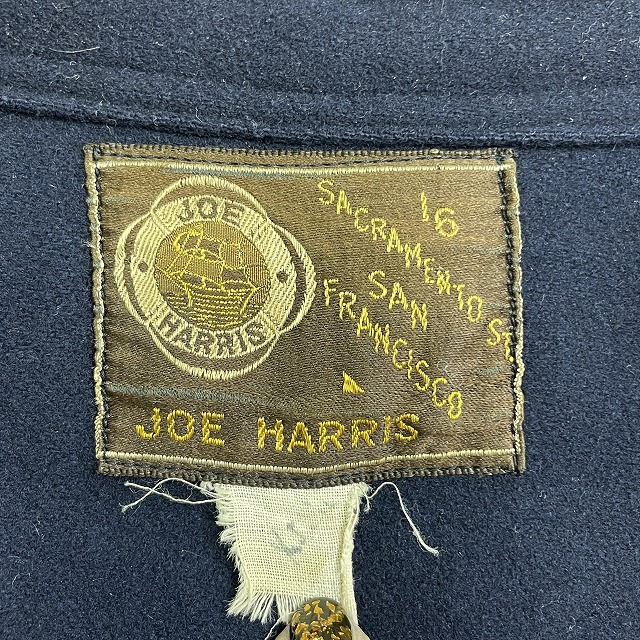 JOE
HARRIS
16
SACRAMENTO St
SAN
FRANCISCO
JOE HARRIS